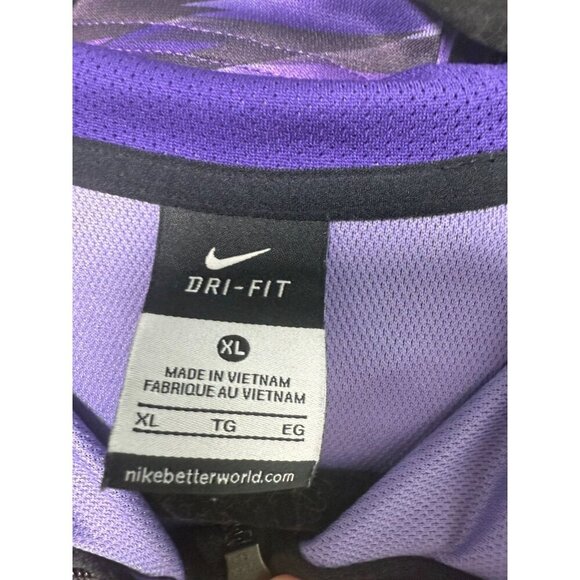 DRI-FIT
XL
MADE IN VIETNAM
FABRIQUE AU VIETNAM
XL TG EG
nikebetterworld.com